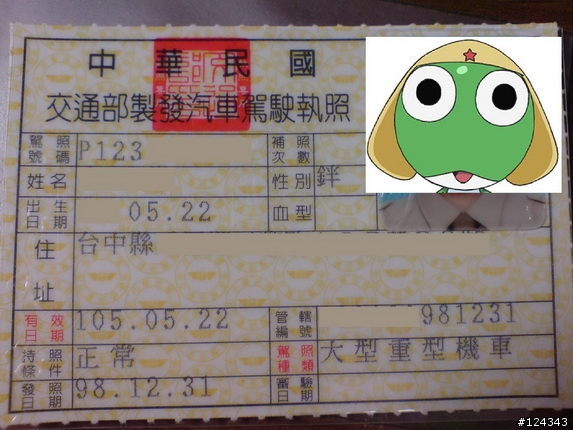 中華民國
交通部製發汽車駕駛執照
駕照號碼 P123 補照次數
姓名 性別 鉡
出生日期 05.22 血型
住址 台中縣
有效日期 105.05.22 管轄編號 981231
持照條件 正常 駕照種類 大型重型機車
發照日期 98.12.31 審驗日期
#124343